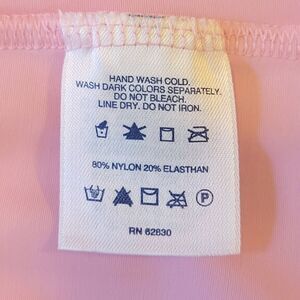 HAND WASH COLD.
WASH DARK COLORS SEPARATELY.
DO NOT BLEACH.
LINE DRY. DO NOT IRON.
80% NYLON 20% ELASTHAN
P
RN 62830